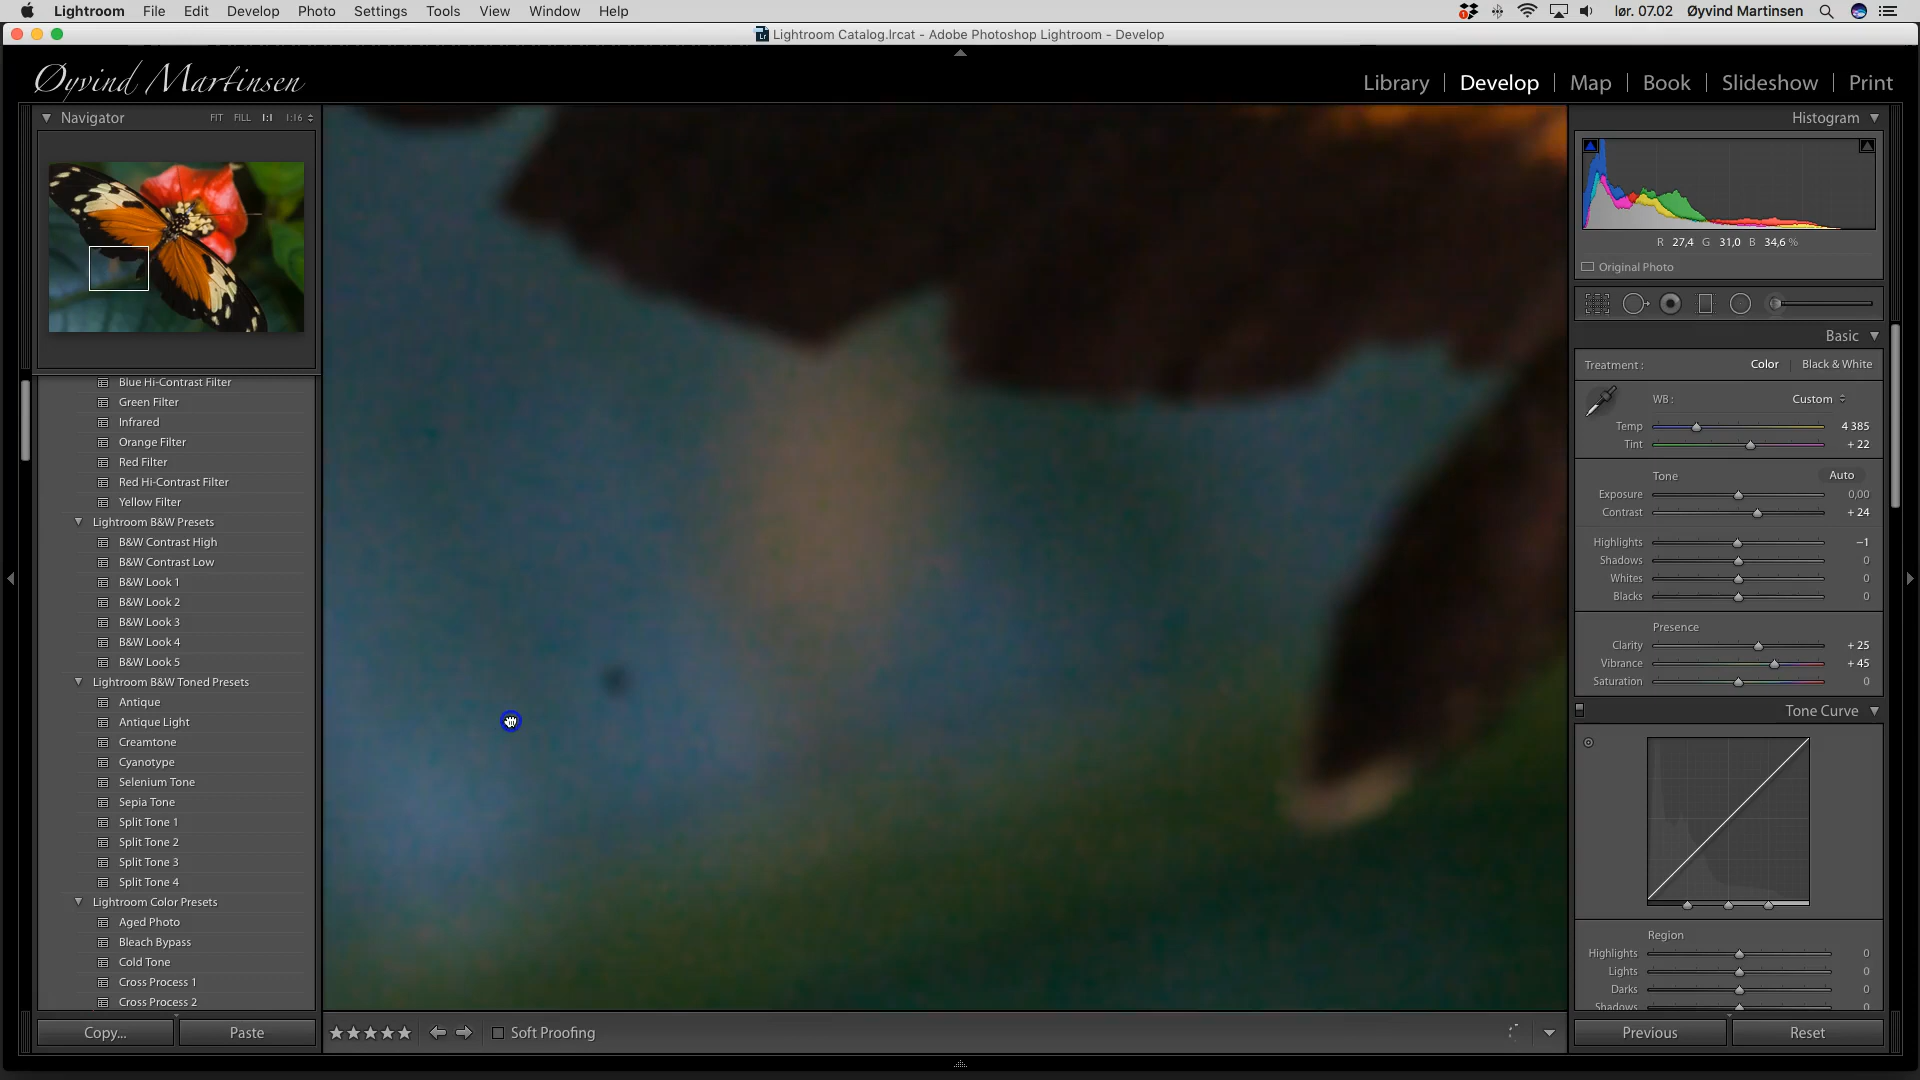 Lightroom File Edit Develop Photo Settings Tools View Window Help
1 lør. 07.02 Øyvind Martinsen
Lr Lightroom Catalog.lrcat - Adobe Photoshop Lightroom - Develop
Øyvind Martinsen
Library Develop Map Book Slideshow Print
Navigator FIT FILL 1:1 1:16
Blue Hi-Contrast Filter
Green Filter
Infrared
Orange Filter
Red Filter
Red Hi-Contrast Filter
Yellow Filter
Lightroom B&W Presets
B&W Contrast High
B&W Contrast Low
B&W Look 1
B&W Look 2
B&W Look 3
B&W Look 4
B&W Look 5
Lightroom B&W Toned Presets
Antique
Antique Light
Creamtone
Cyanotype
Selenium Tone
Sepia Tone
Split Tone 1
Split Tone 2
Split Tone 3
Split Tone 4
Lightroom Color Presets
Aged Photo
Bleach Bypass
Cold Tone
Cross Process 1
Cross Process 2
Copy... Paste
Soft Proofing
Histogram
R 27,4 G 31,0 B 34,6 %
Original Photo
Basic
Treatment : Color Black & White
WB : Custom
Temp 4 385
Tint + 22
Tone Auto
Exposure 0,00
Contrast + 24
Highlights −1
Shadows 0
Whites 0
Blacks 0
Presence
Clarity + 25
Vibrance + 45
Saturation 0
Tone Curve
Region
Highlights 0
Lights 0
Darks 0
Shadows 0
Previous Reset